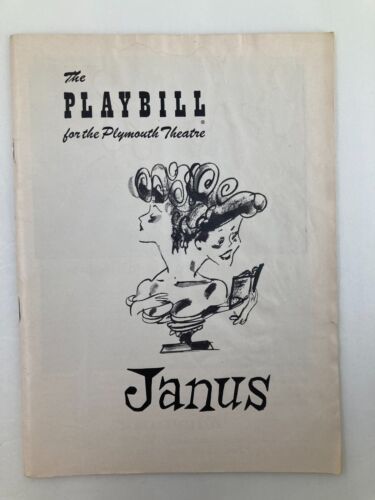 The
PLAYBILL®
for the Plymouth Theatre
Janus